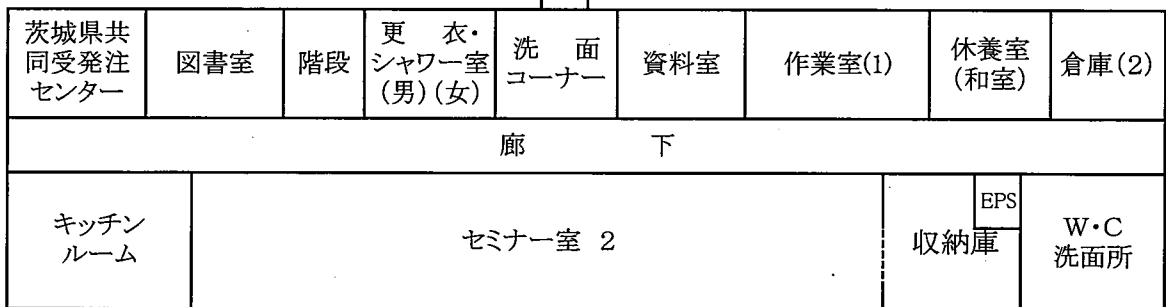 茨城県共
同受発注
センター
図書室
階段
更 衣・
シャワー室
(男)(女)
洗 面
コーナー
資料室
作業室(1)
休養室
(和室)
倉庫(2)
廊 下
キッチン
ルーム
セミナー室 2
収納庫
EPS
W・C
洗面所